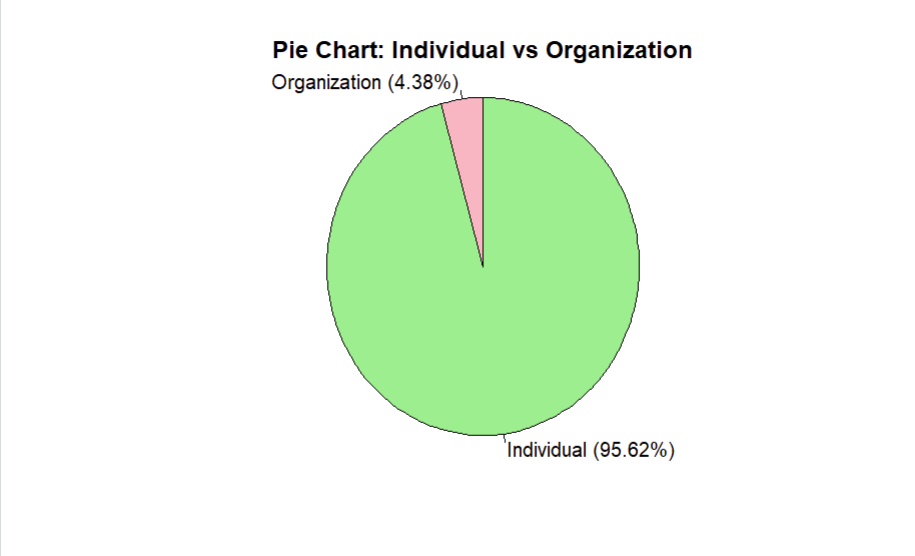 Pie Chart: Individual vs Organization
Organization (4.38%)
Individual (95.62%)